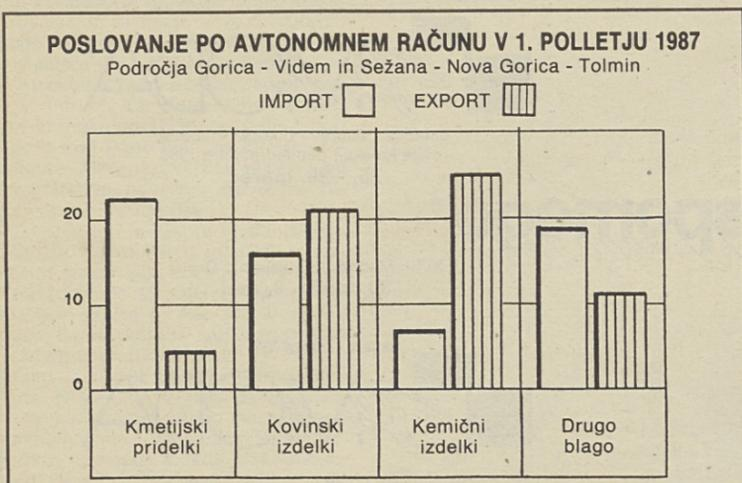 POSLOVANJE PO AVTONOMNEM RAČUNU V 1. POLLETJU 1987
Področja Gorica - Videm in Sežana - Nova Gorica - Tolmin
IMPORT EXPORT
20
10
0
Kmetijski
pridelki
Kovinski
izdelki
Kemični
izdelki
Drugo
blago